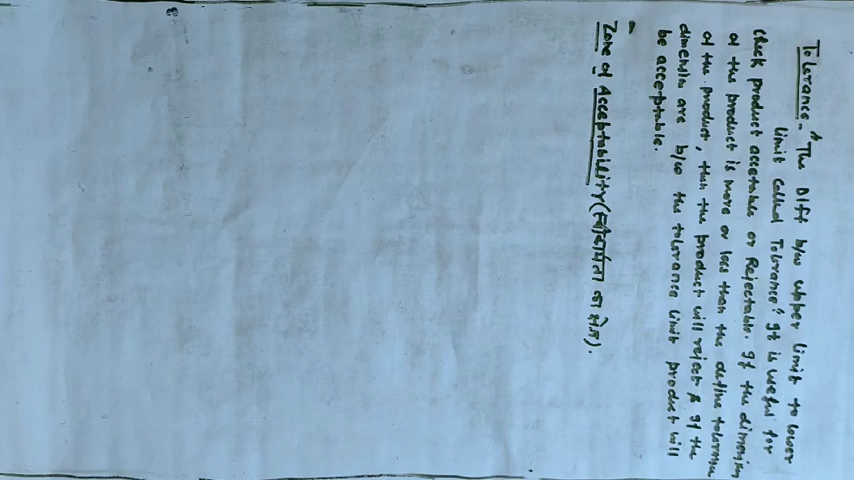 Tolerance - "The Diff b/w upper limit to lower
limit called Tolerance" It is useful for
check product acceptable or Rejectable. If the dimension
of the product is more or less than the define tolerance
of the product, then the product will reject & If the
dimension are b/w the tolerance limit product will
be acceptable.
Zone of Acceptability (स्वीकार्यता का क्षेत्र).